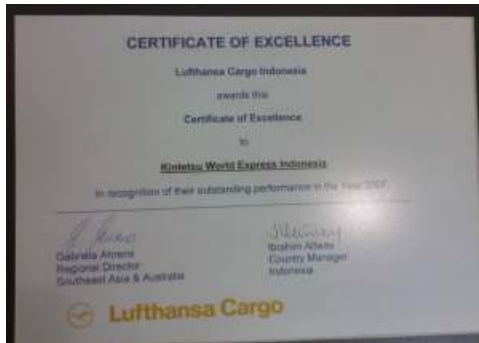 CERTIFICATE OF EXCELLENCE
Lufthansa Cargo Indonesia
awards this
Certificate of Excellence
to
Kintetsu World Express Indonesia
In recognition of their outstanding performance in the Year 2007
Gabriela Ahrens
Regional Director
Southeast Asia & Australia
Ibrahim Allway
Country Manager
Indonesia
Lufthansa Cargo